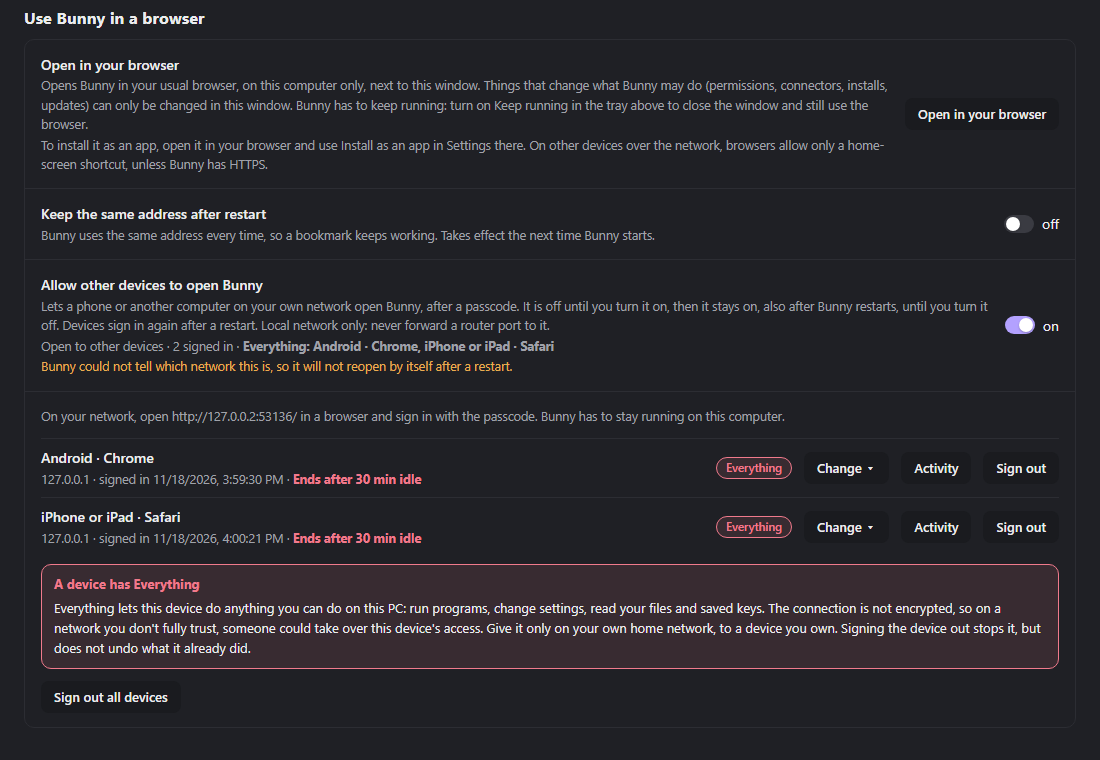 Use Bunny in a browser
Open in your browser
Opens Bunny in your usual browser, on this computer only, next to this window. Things that change what Bunny may do (permissions, connectors, installs,
updates) can only be changed in this window. Bunny has to keep running: turn on Keep running in the tray above to close the window and still use the
browser.
To install it as an app, open it in your browser and use Install as an app in Settings there. On other devices over the network, browsers allow only a home-
screen shortcut, unless Bunny has HTTPS.
Open in your browser
Keep the same address after restart
Bunny uses the same address every time, so a bookmark keeps working. Takes effect the next time Bunny starts.
off
Allow other devices to open Bunny
Lets a phone or another computer on your own network open Bunny, after a passcode. It is off until you turn it on, then it stays on, also after Bunny restarts, until you turn it
off. Devices sign in again after a restart. Local network only: never forward a router port to it.
Open to other devices · 2 signed in · Everything: Android · Chrome, iPhone or iPad · Safari
Bunny could not tell which network this is, so it will not reopen by itself after a restart.
on
On your network, open http://127.0.0.2:53136/ in a browser and sign in with the passcode. Bunny has to stay running on this computer.
Android · Chrome
127.0.0.1 · signed in 11/18/2026, 3:59:30 PM · Ends after 30 min idle
Everything
Change
Activity
Sign out
iPhone or iPad · Safari
127.0.0.1 · signed in 11/18/2026, 4:00:21 PM · Ends after 30 min idle
Everything
Change
Activity
Sign out
A device has Everything
Everything lets this device do anything you can do on this PC: run programs, change settings, read your files and saved keys. The connection is not encrypted, so on a
network you don't fully trust, someone could take over this device's access. Give it only on your own home network, to a device you own. Signing the device out stops it, but
does not undo what it already did.
Sign out all devices